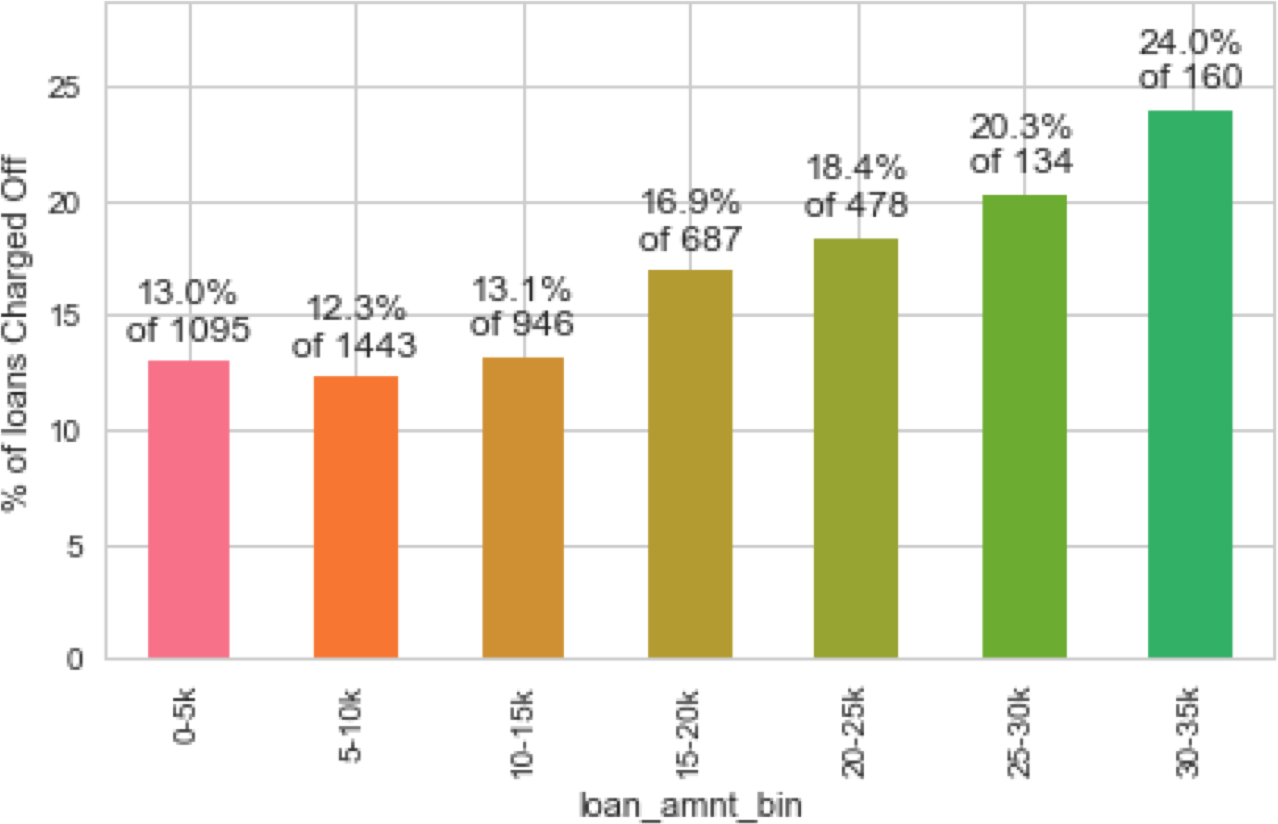 24.0%
of 160
20.3%
of 134
18.4%
of 478
16.9%
of 687
13.0%
of 1095
12.3%
of 1443
13.1%
of 946
25
20
15
10
5
0
% of loans Charged Off
0-5k
5-10k
10-15k
15-20k
20-25k
25-30k
30-35k
loan_amnt_bin